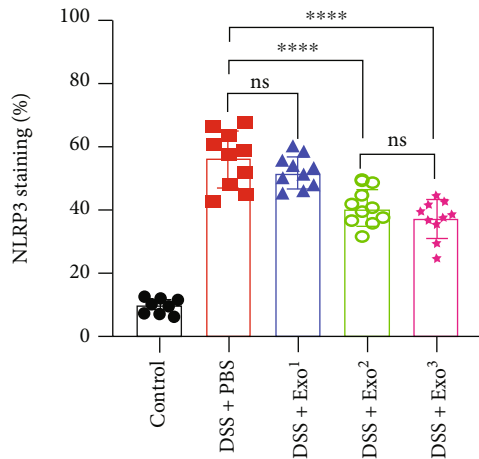 100
80
60
40
20
0
NLRP3 staining (%)
****
****
ns
ns
Control
DSS + PBS
DSS + Exo¹
DSS + Exo²
DSS + Exo³